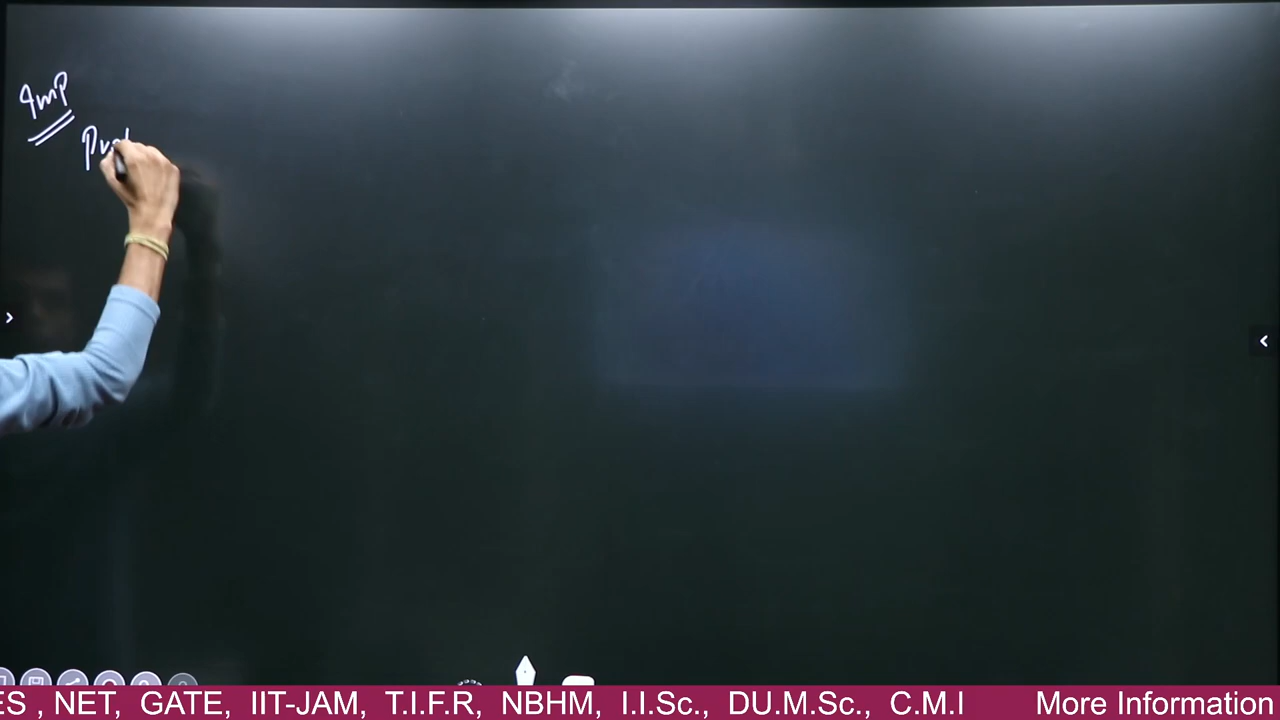 Imp
ES , NET, GATE, IIT-JAM, T.I.F.R, NBHM, I.I.Sc., DU.M.Sc., C.M.I More Information